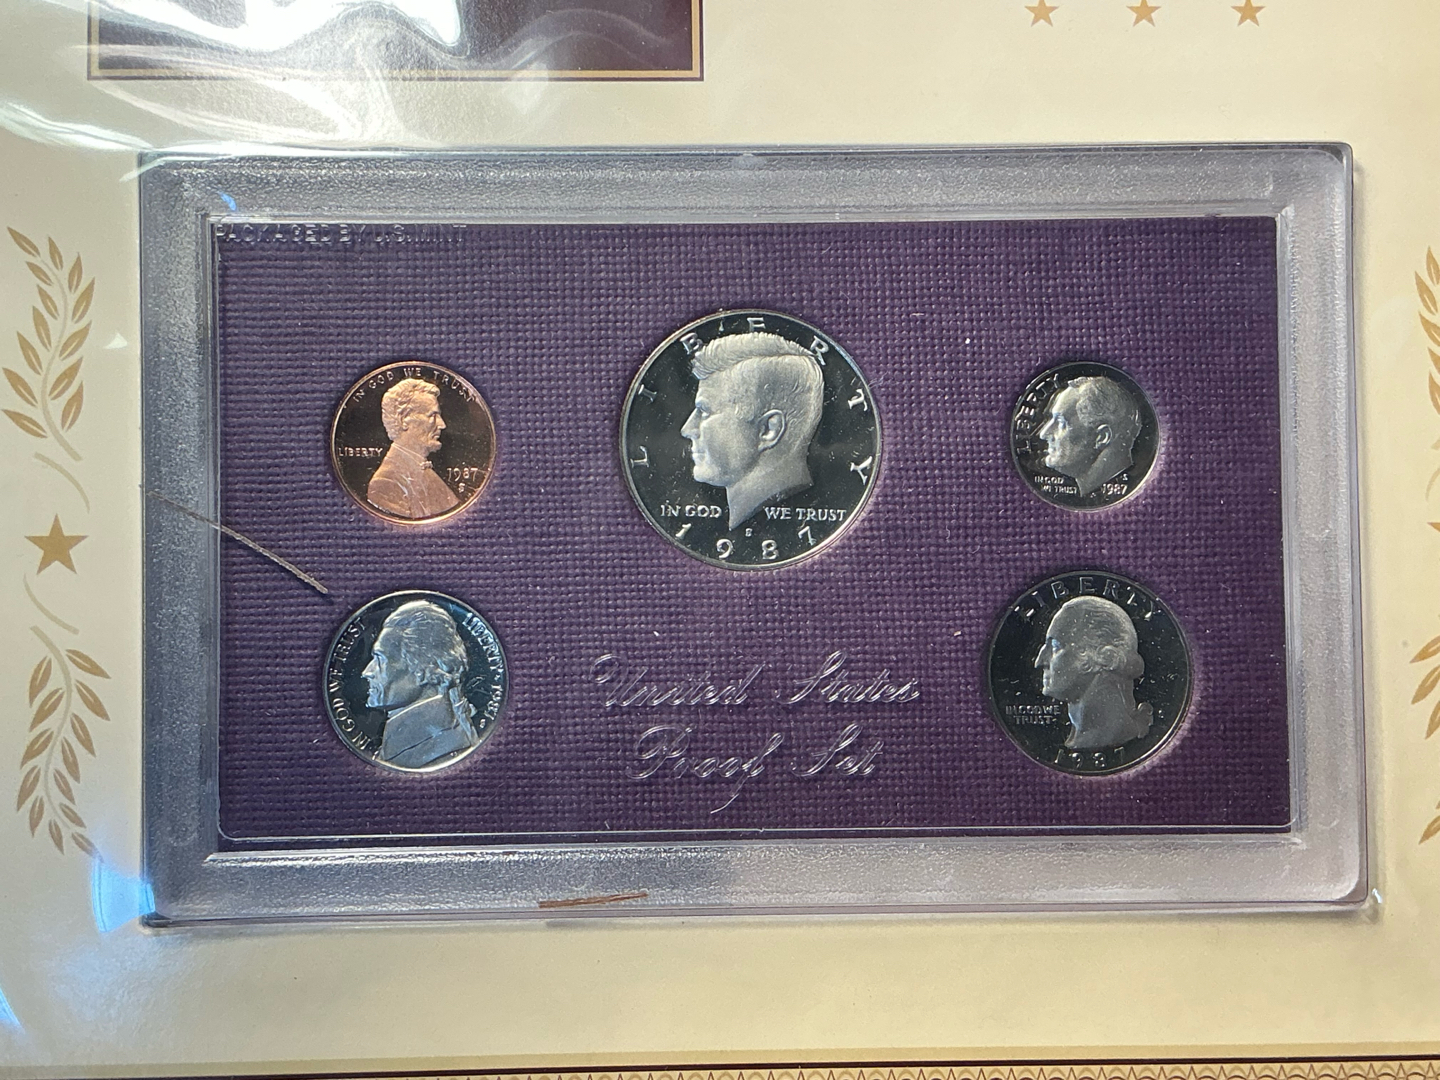 PACKAGED BY U.S. MINT
IN GOD WE TRUST
LIBERTY
1987
S
LIBERTY
IN GOD WE TRUST
S
1987
LIBERTY
IN GOD
WE TRUST
S
1987
IN GOD WE TRUST
LIBERTY 1987
S
LIBERTY
IN GOD WE
TRUST
1987
United States
Proof Set